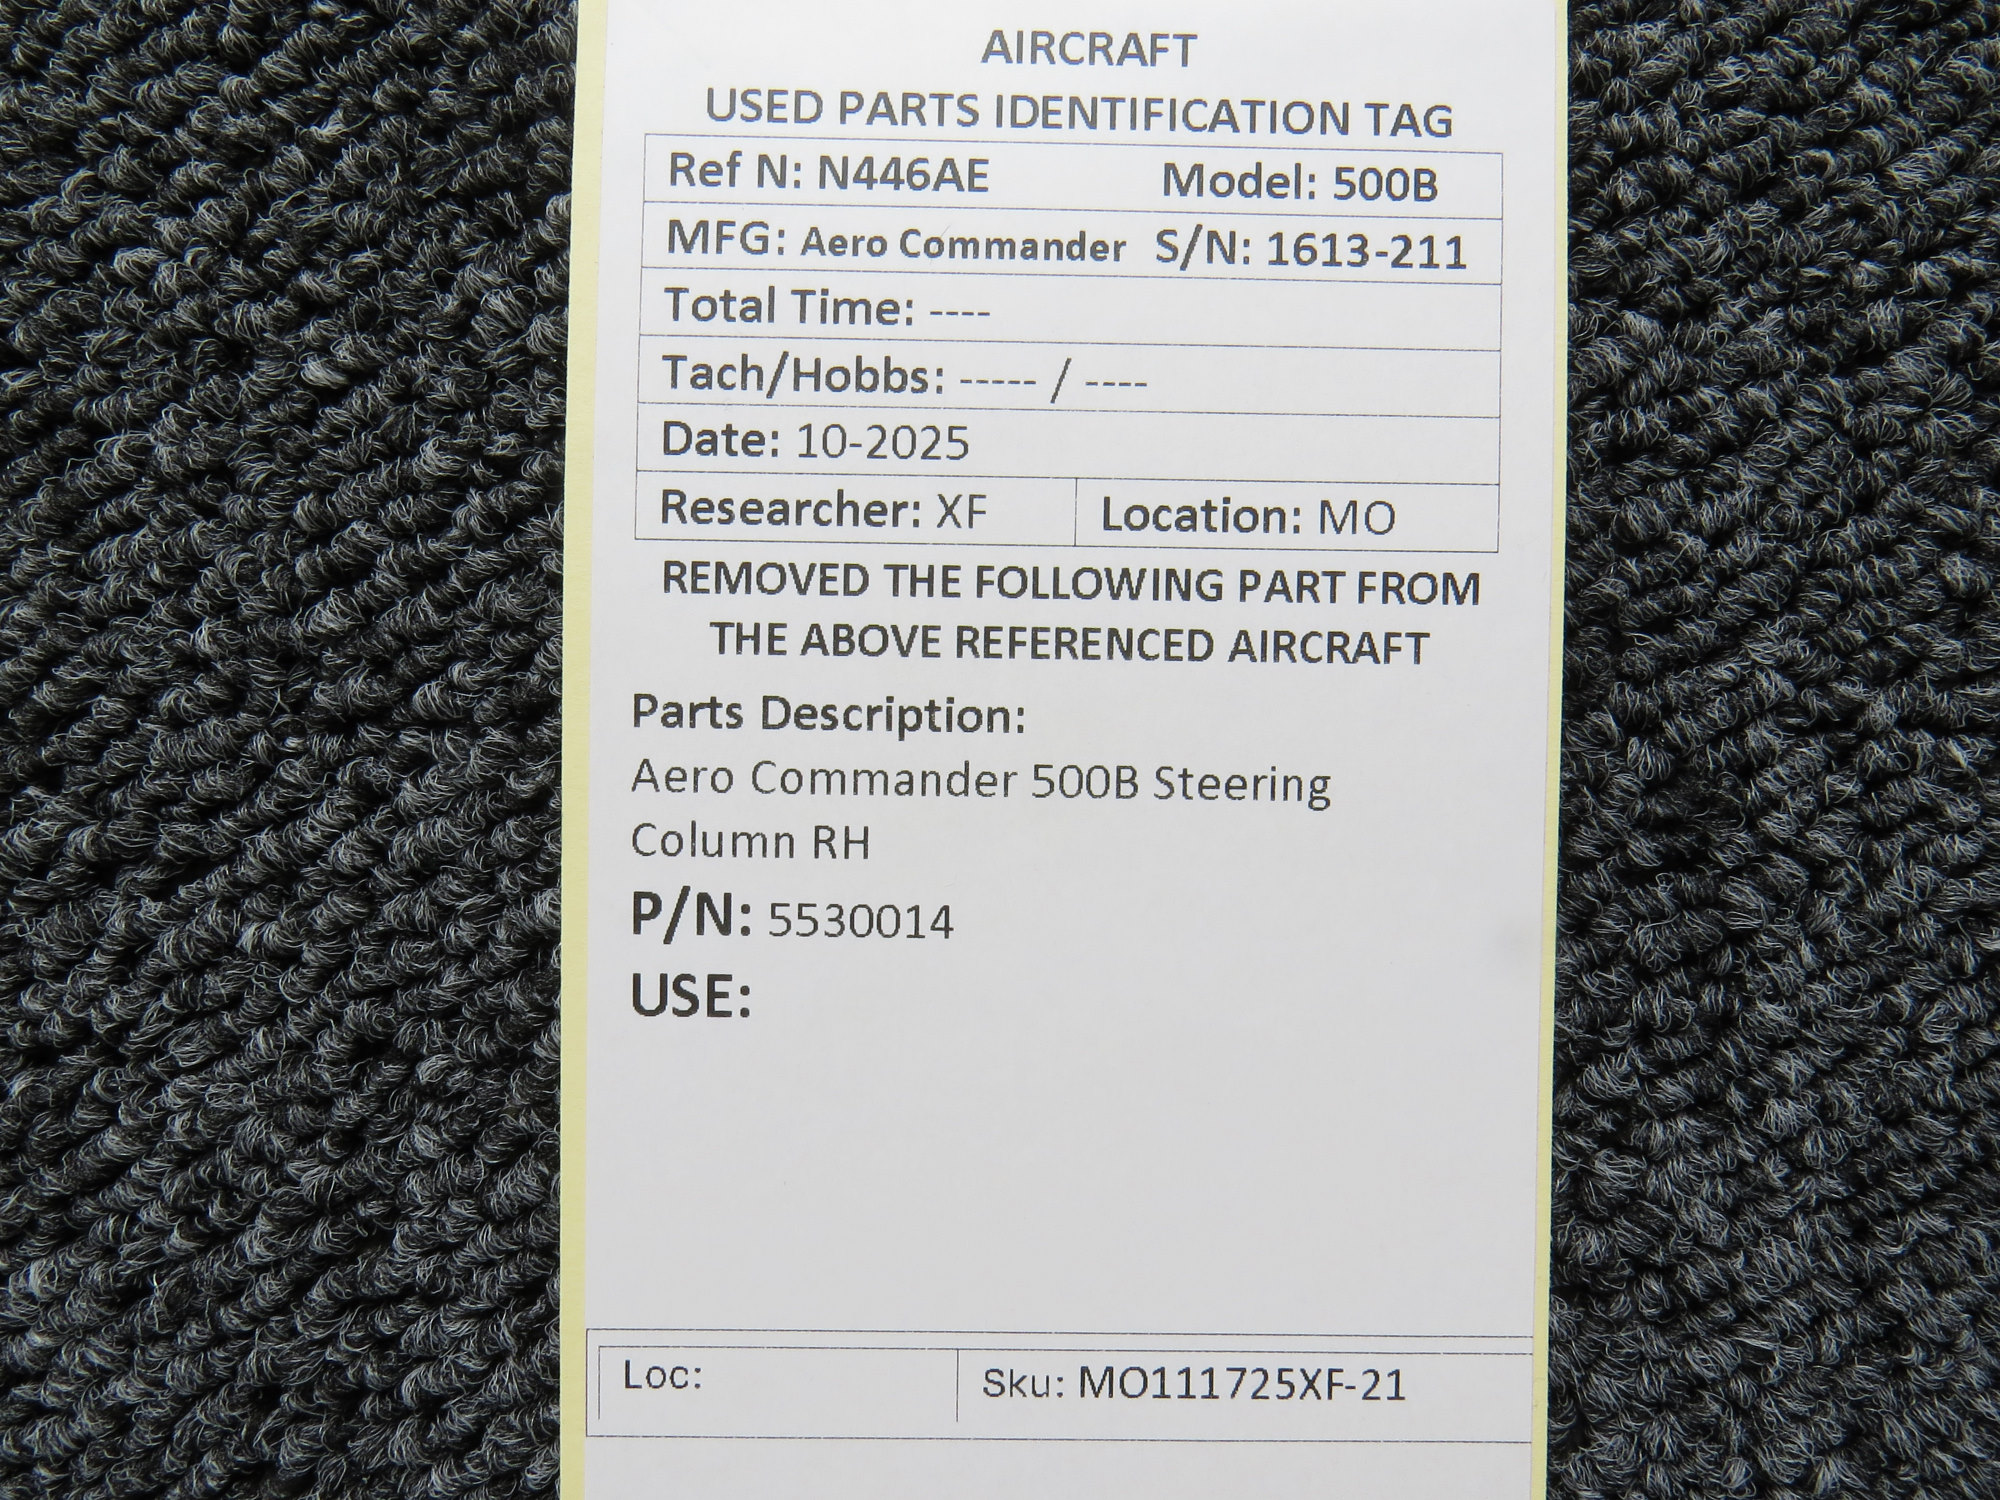 AIRCRAFT
USED PARTS IDENTIFICATION TAG
Ref N: N446AE Model: 500B
MFG: Aero Commander S/N: 1613-211
Total Time: ----
Tach/Hobbs: ----- / ----
Date: 10-2025
Researcher: XF Location: MO
REMOVED THE FOLLOWING PART FROM
THE ABOVE REFERENCED AIRCRAFT
Parts Description:
Aero Commander 500B Steering
Column RH
P/N: 5530014
USE:
Loc: Sku: MO111725XF-21